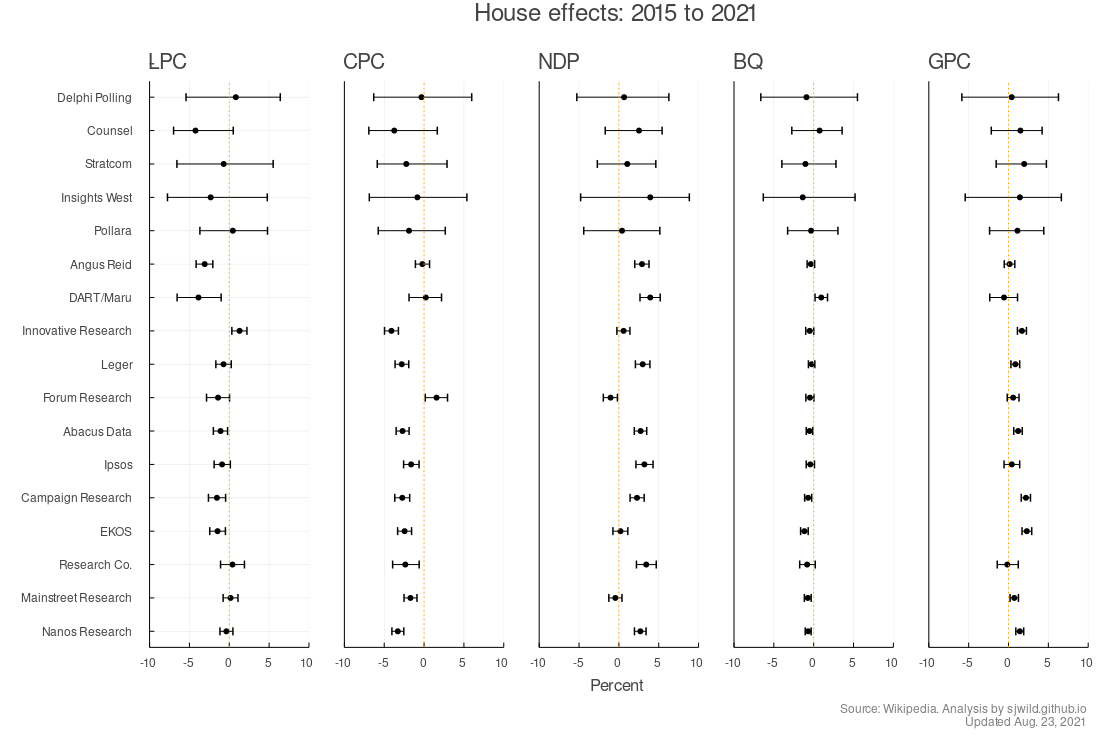 House effects: 2015 to 2021
LPC CPC NDP BQ GPC
Delphi Polling
Counsel
Stratcom
Insights West
Pollara
Angus Reid
DART/Maru
Innovative Research
Leger
Forum Research
Abacus Data
Ipsos
Campaign Research
EKOS
Research Co.
Mainstreet Research
Nanos Research
-10 -5 0 5 10 -10 -5 0 5 10 -10 -5 0 5 10 -10 -5 0 5 10 -10 -5 0 5 10
Percent
Source: Wikipedia. Analysis by sjwild.github.io
Updated Aug. 23, 2021